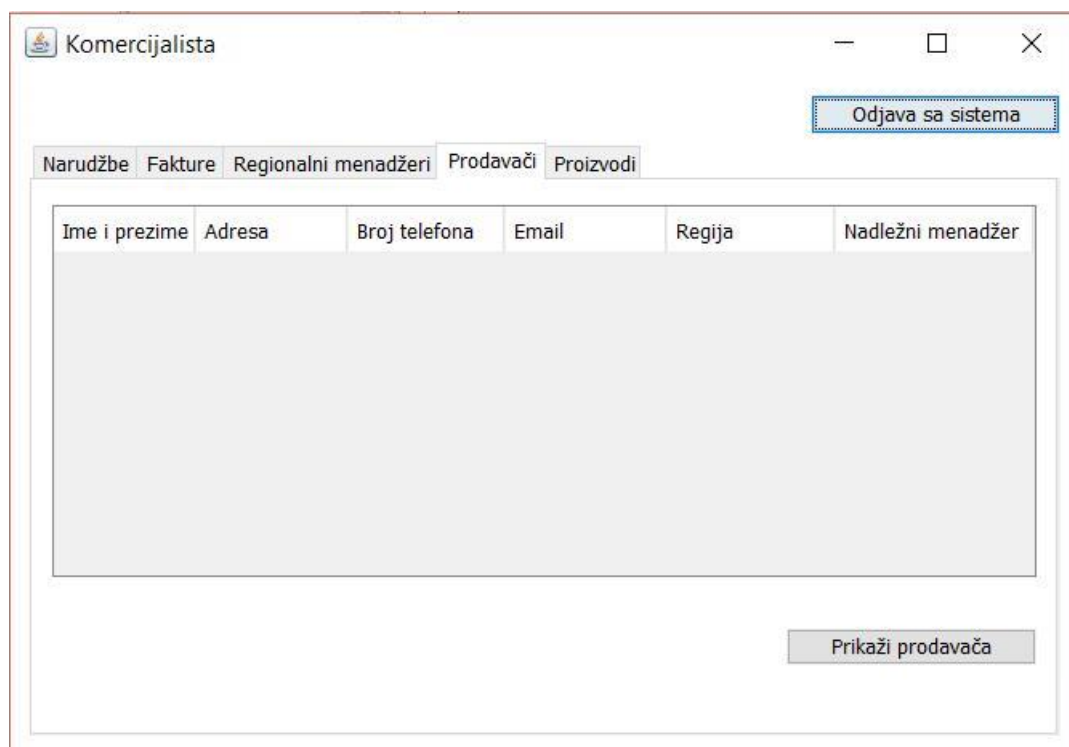 Komercijalista
Odjava sa sistema
Narudžbe Fakture Regionalni menadžeri Prodavači Proizvodi
Ime i prezime Adresa Broj telefona Email Regija Nadležni menadžer
Prikaži prodavača